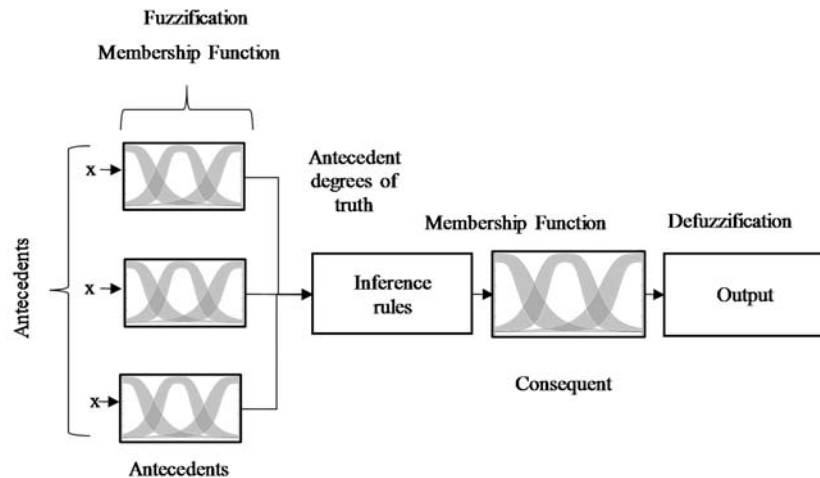 Fuzzification
Membership Function
Antecedents
x
x
x
Antecedents
Antecedent
degrees of
truth
Inference
rules
Membership Function
Consequent
Defuzzification
Output